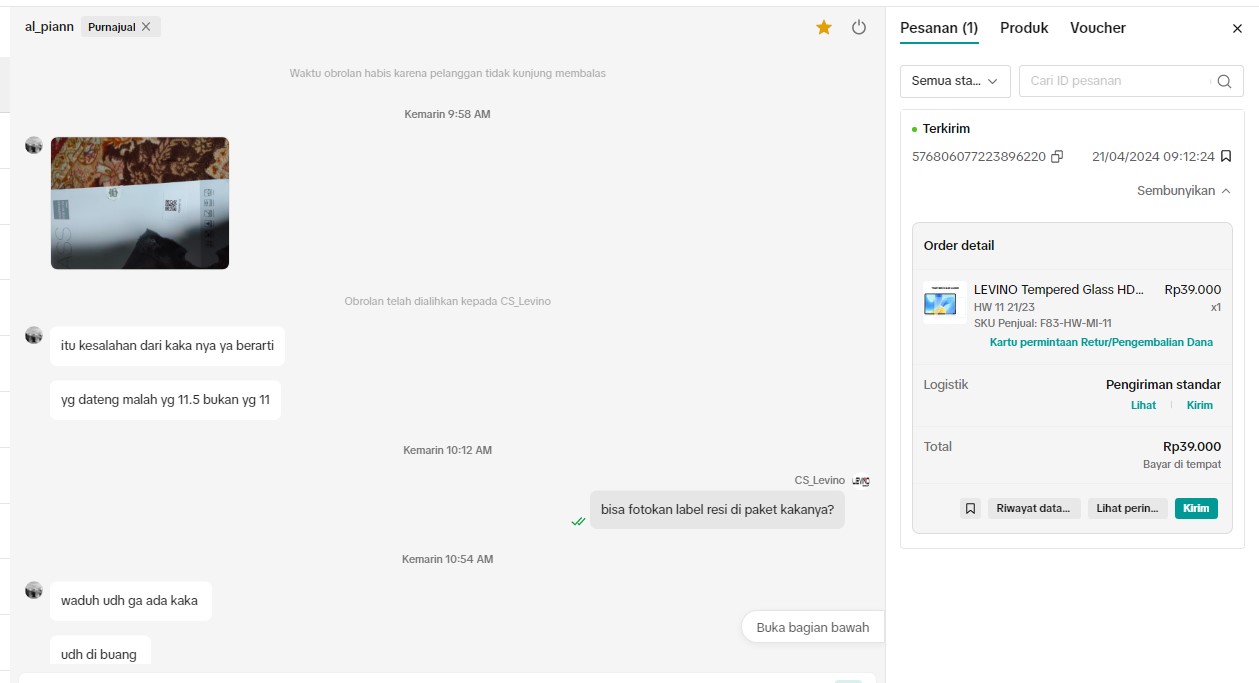 al_piann
Purnajual
Waktu obrolan habis karena pelanggan tidak kunjung membalas
Kemarin 9:58 AM
Obrolan telah dialihkan kepada CS_Levino
itu kesalahan dari kaka nya ya berarti
yg dateng malah yg 11.5 bukan yg 11
Kemarin 10:12 AM
CS_Levino
bisa fotokan label resi di paket kakanya?
Kemarin 10:54 AM
waduh udh ga ada kaka
udh di buang
Buka bagian bawah
Pesanan (1) Produk Voucher
Semua sta... Cari ID pesanan
Terkirim
576806077223896220 21/04/2024 09:12:24
Sembunyikan
Order detail
LEVINO Tempered Glass HD... Rp39.000
HW 11 21/23 x1
SKU Penjual: F83-HW-MI-11
Kartu permintaan Retur/Pengembalian Dana
Logistik Pengiriman standar
Lihat Kirim
Total Rp39.000
Bayar di tempat
Riwayat data... Lihat perin... Kirim